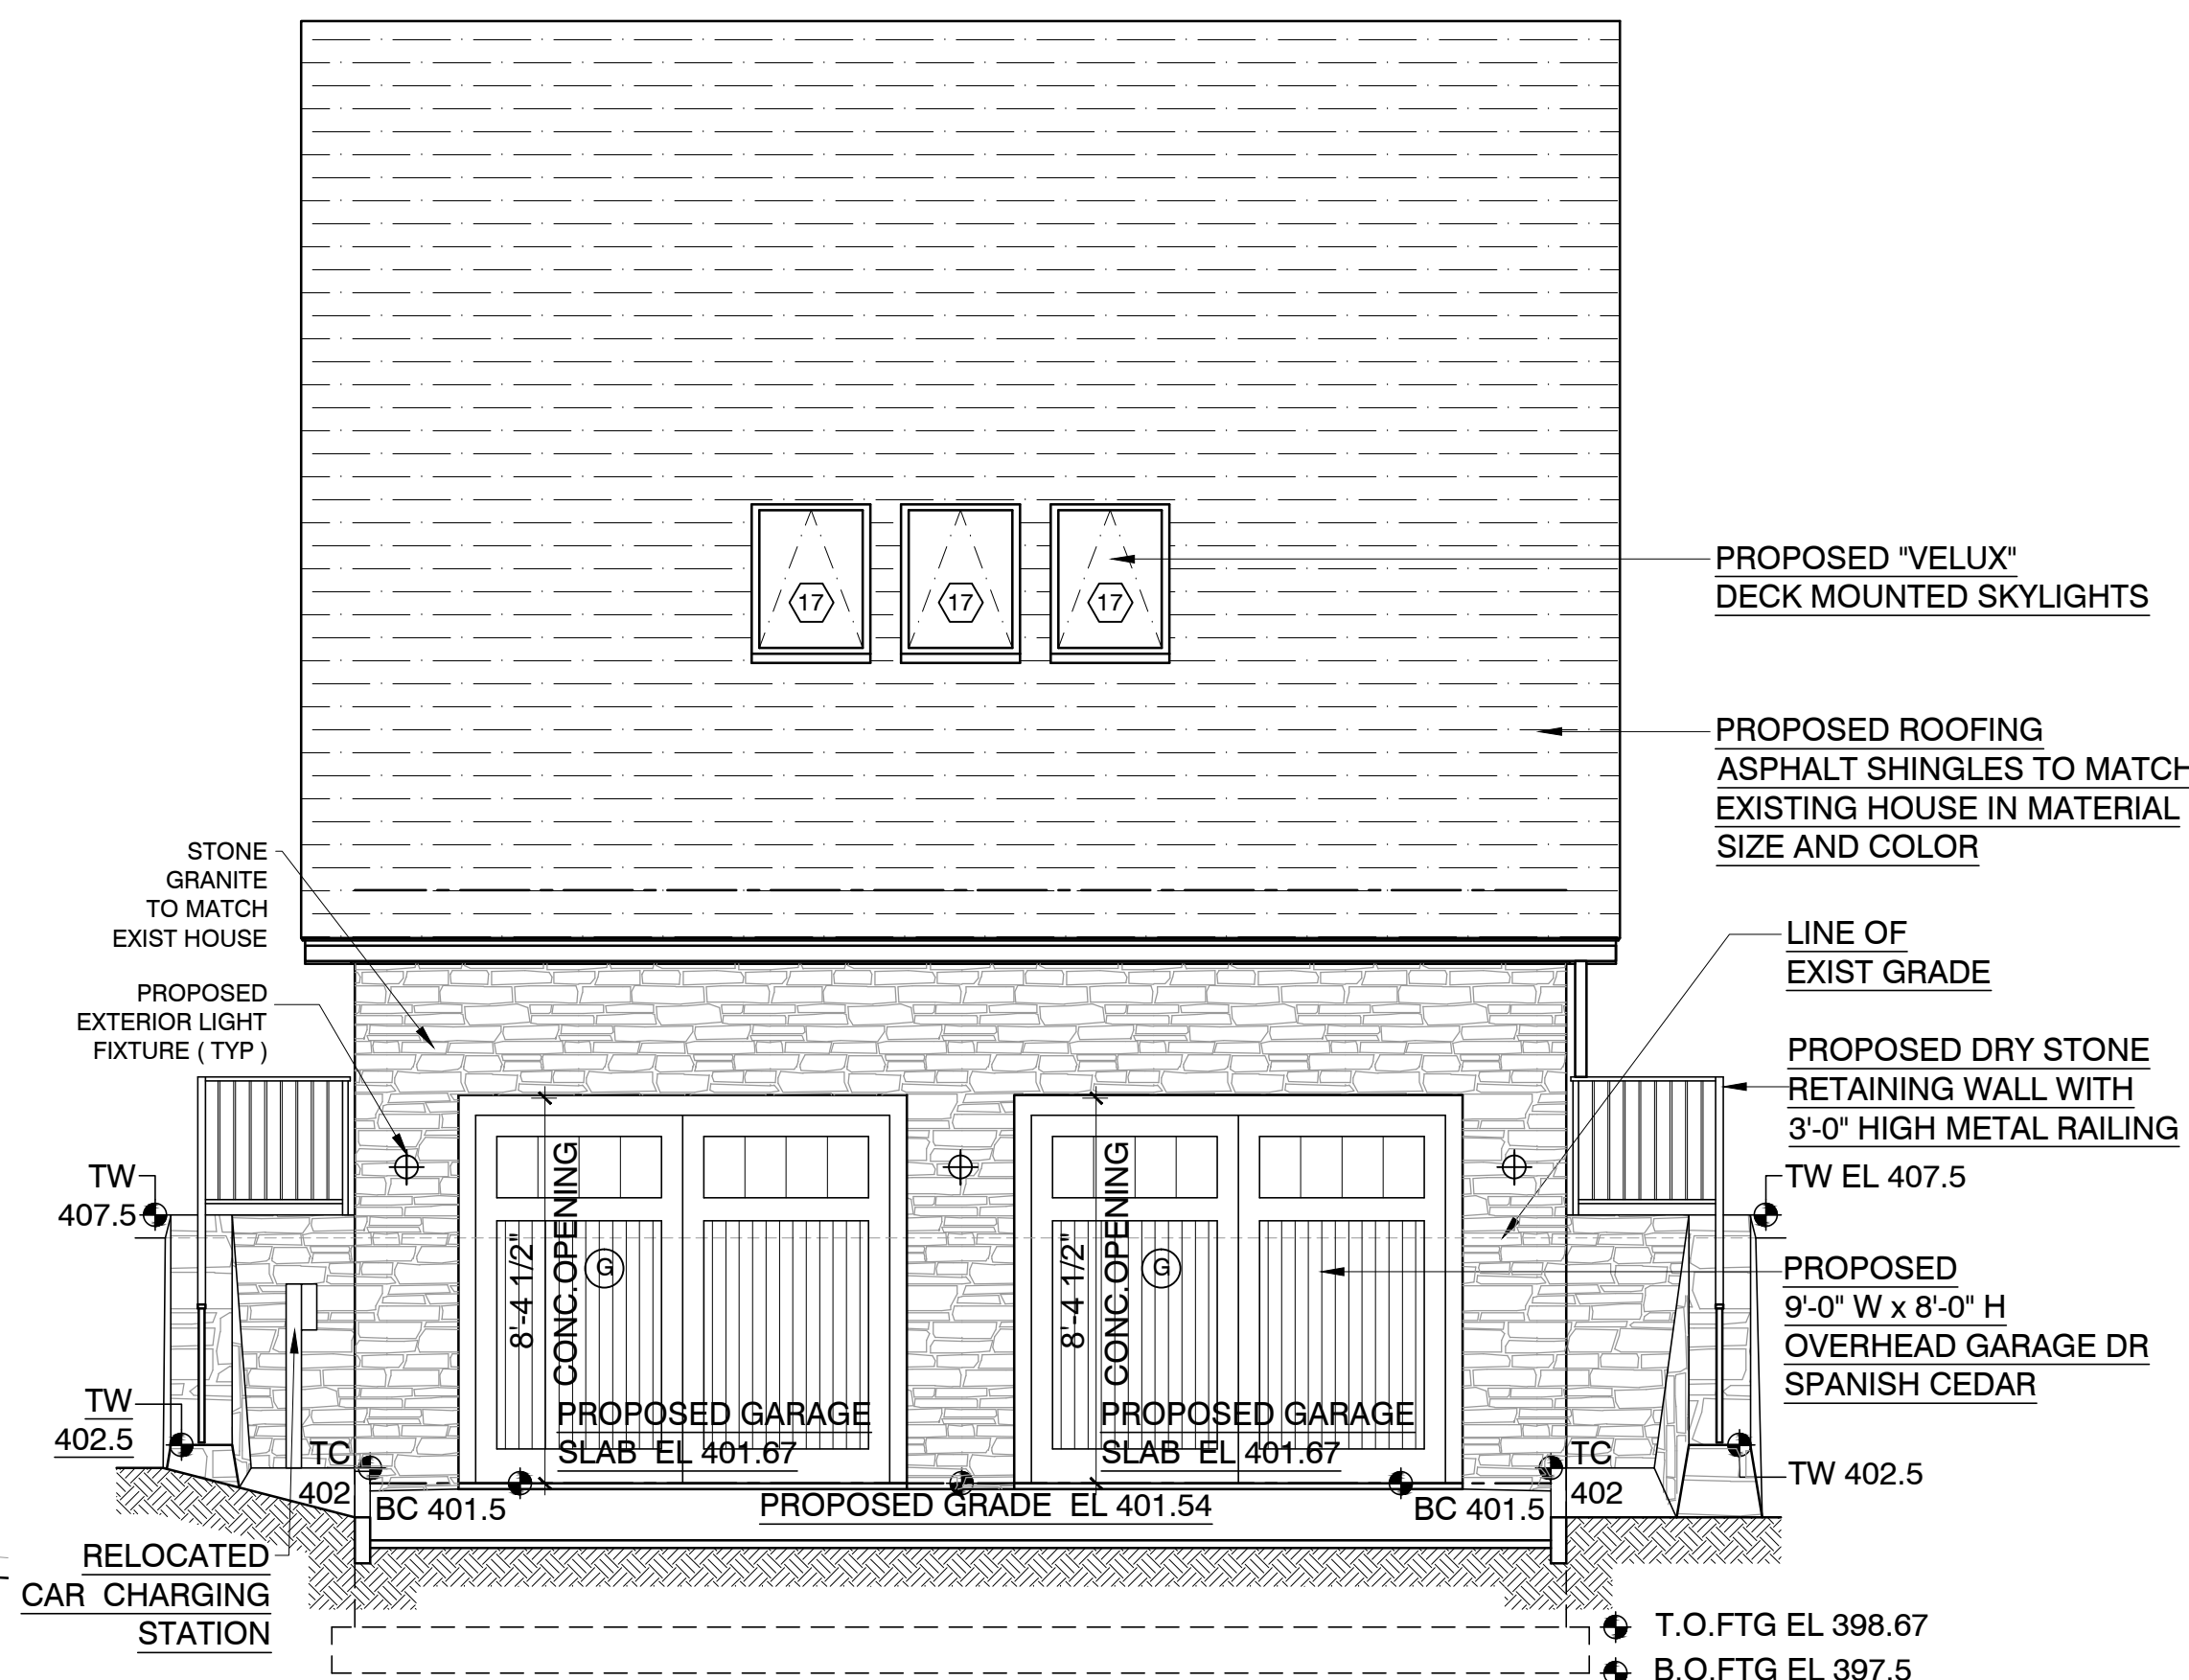 17
17
17
PROPOSED "VELUX"
DECK MOUNTED SKYLIGHTS
PROPOSED ROOFING
ASPHALT SHINGLES TO MATCH
EXISTING HOUSE IN MATERIAL
SIZE AND COLOR
STONE
GRANITE
TO MATCH
EXIST HOUSE
PROPOSED
EXTERIOR LIGHT
FIXTURE ( TYP )
LINE OF
EXIST GRADE
PROPOSED DRY STONE
RETAINING WALL WITH
3'-0" HIGH METAL RAILING
TW
407.5
TW EL 407.5
8'-4 1/2"
CONC.OPENING
G
8'-4 1/2"
CONC.OPENING
G
PROPOSED
9'-0" W x 8'-0" H
OVERHEAD GARAGE DR
SPANISH CEDAR
TW
402.5
PROPOSED GARAGE
SLAB EL 401.67
PROPOSED GARAGE
SLAB EL 401.67
TC
402
TC
402
TW 402.5
BC 401.5
PROPOSED GRADE EL 401.54
BC 401.5
RELOCATED
CAR CHARGING
STATION
T.O.FTG EL 398.67
B.O.FTG EL 397.5